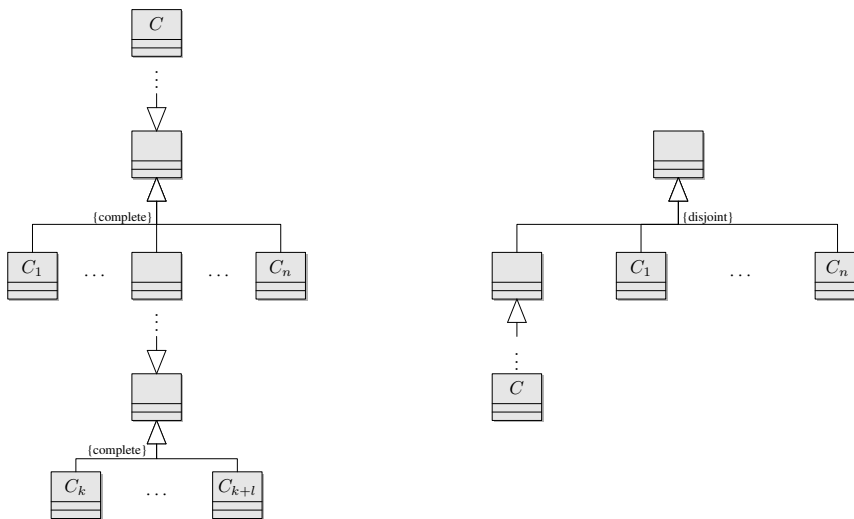 C
⋮
{complete}
C₁ … … Cₙ
⋮
{complete}
Cₖ … Cₖ₊ₗ
{disjoint}
C₁ … Cₙ
⋮
C